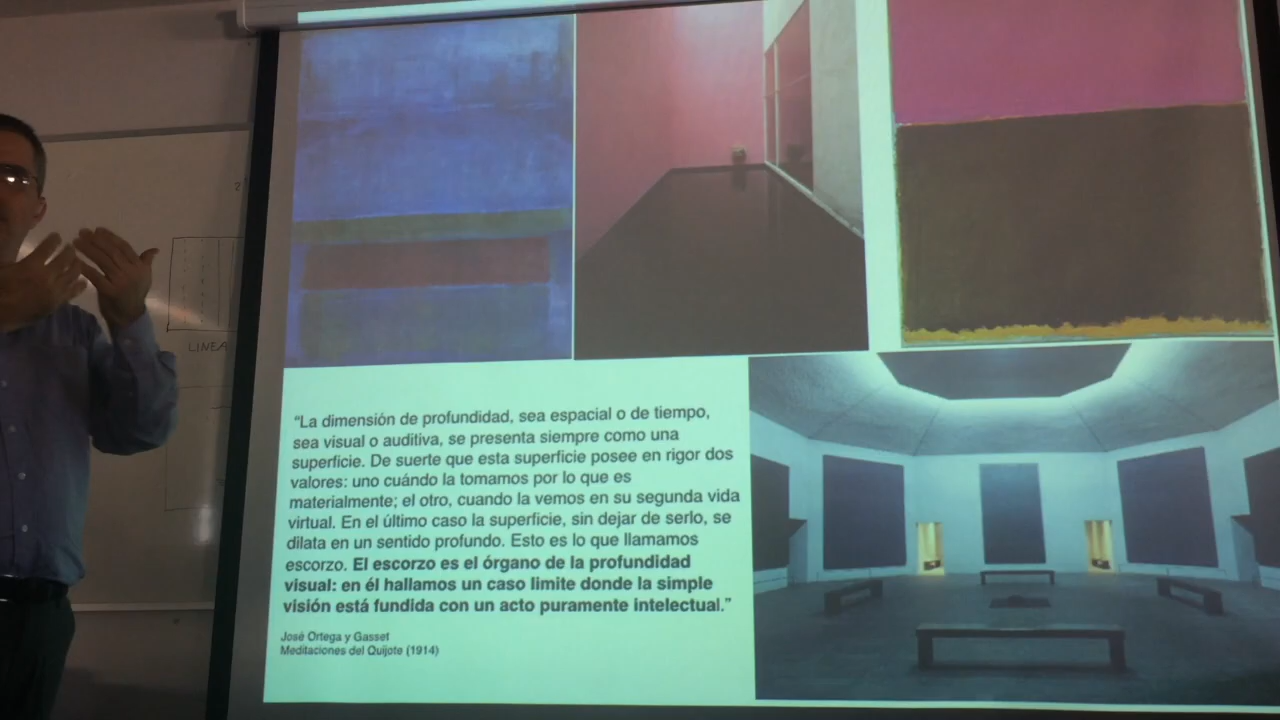 LINEA
“La dimensión de profundidad, sea espacial o de tiempo,
sea visual o auditiva, se presenta siempre como una
superficie. De suerte que esta superficie posee en rigor dos
valores: uno cuándo la tomamos por lo que es
materialmente; el otro, cuando la vemos en su segunda vida
virtual. En el último caso la superficie, sin dejar de serlo, se
dilata en un sentido profundo. Esto es lo que llamamos
escorzo. El escorzo es el órgano de la profundidad
visual: en él hallamos un caso limite donde la simple
visión está fundida con un acto puramente intelectual.”
José Ortega y Gasset
Meditaciones del Quijote (1914)